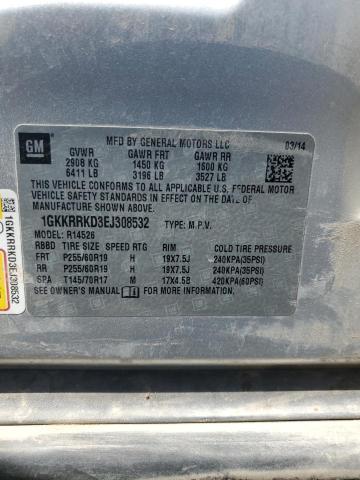 GM
MFD BY GENERAL MOTORS LLC
03/14
GVWR GAWR FRT GAWR RR
2908 KG 1450 KG 1600 KG
6411 LB 3196 LB 3527 LB
THIS VEHICLE CONFORMS TO ALL APPLICABLE U.S. FEDERAL MOTOR
VEHICLE SAFETY STANDARDS IN EFFECT ON THE DATE OF
MANUFACTURE SHOWN ABOVE.
1GKKRRKD3EJ308532 TYPE: M.P.V.
MODEL: R14526
RBBD TIRE SIZE SPEED RTG RIM COLD TIRE PRESSURE
FRT P255/60R19 H 19X7.5J 240KPA(35PSI)
RR P255/60R19 H 19X7.5J 240KPA(35PSI)
SPA T145/70R17 M 17X4.5B 420KPA(60PSI)
SEE OWNER'S MANUAL FOR MORE INFORMATION.
1GKKRRKD3EJ308532